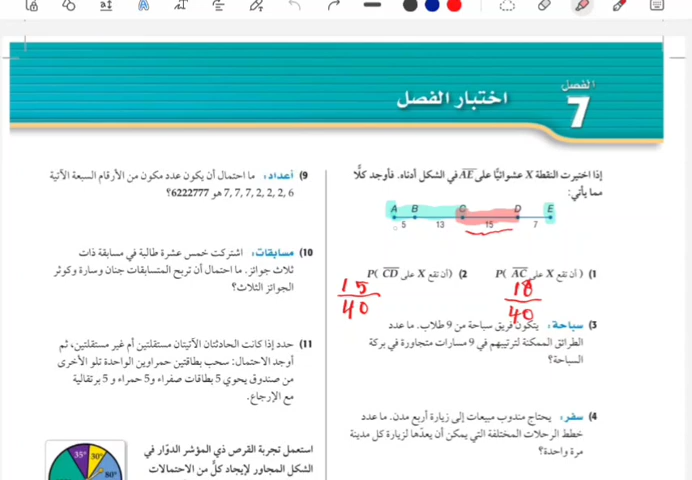 الفصل
7
اختبار الفصل
إذا اختيرت النقطة X عشوائيًّا على AE في الشكل أدناه، فأوجد كلًّا
مما يأتي:
A B C D E
5 13 15 7
1) P(أن تقع X على AC)
18/40
2) P(أن تقع X على CD)
15/40
3) سباحة: يتكون فريق سباحة من 9 طلاب. ما عدد
الطرائق الممكنة لترتيبهم في 9 مسارات متجاورة في بركة
السباحة؟
4) سفر: يحتاج مندوب مبيعات إلى زيارة أربع مدن. ما عدد
خطط الرحلات المختلفة التي يمكن أن يعدّها لزيارة كل مدينة
مرة واحدة؟
9) أعداد: ما احتمال أن يكون عدد مكون من الأرقام السبعة الآتية
7, 7, 7, 2, 2, 2, 6 هو 6222777؟
10) مسابقات: اشتركت خمس عشرة طالبة في مسابقة ذات
ثلاث جوائز. ما احتمال أن تربح المتسابقات جنان وسارة وكوثر
الجوائز الثلاث؟
11) حدد إذا كانت الحادثتان الآتيتان مستقلتين أم غير مستقلتين، ثم
أوجد الاحتمال: سحب بطاقتين حمراوين الواحدة تلو الأخرى
من صندوق يحوي 5 بطاقات صفراء و5 حمراء و 5 برتقالية
مع الإرجاع.
استعمل تجربة القرص ذي المؤشر الدوّار في
الشكل المجاور لإيجاد كلٍّ من الاحتمالات
35° 30°
80°